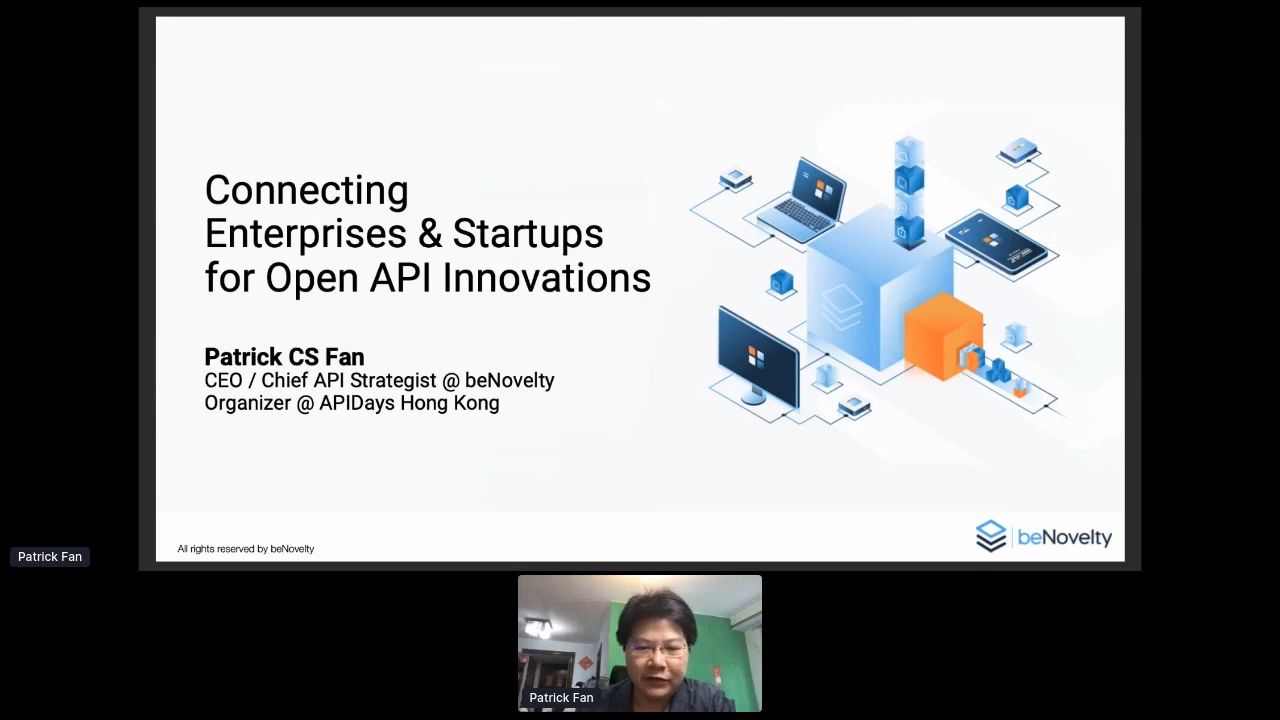 Connecting
Enterprises & Startups
for Open API Innovations
Patrick CS Fan
CEO / Chief API Strategist @ beNovelty
Organizer @ APIDays Hong Kong
All rights reserved by beNovelty
beNovelty
Patrick Fan
Patrick Fan